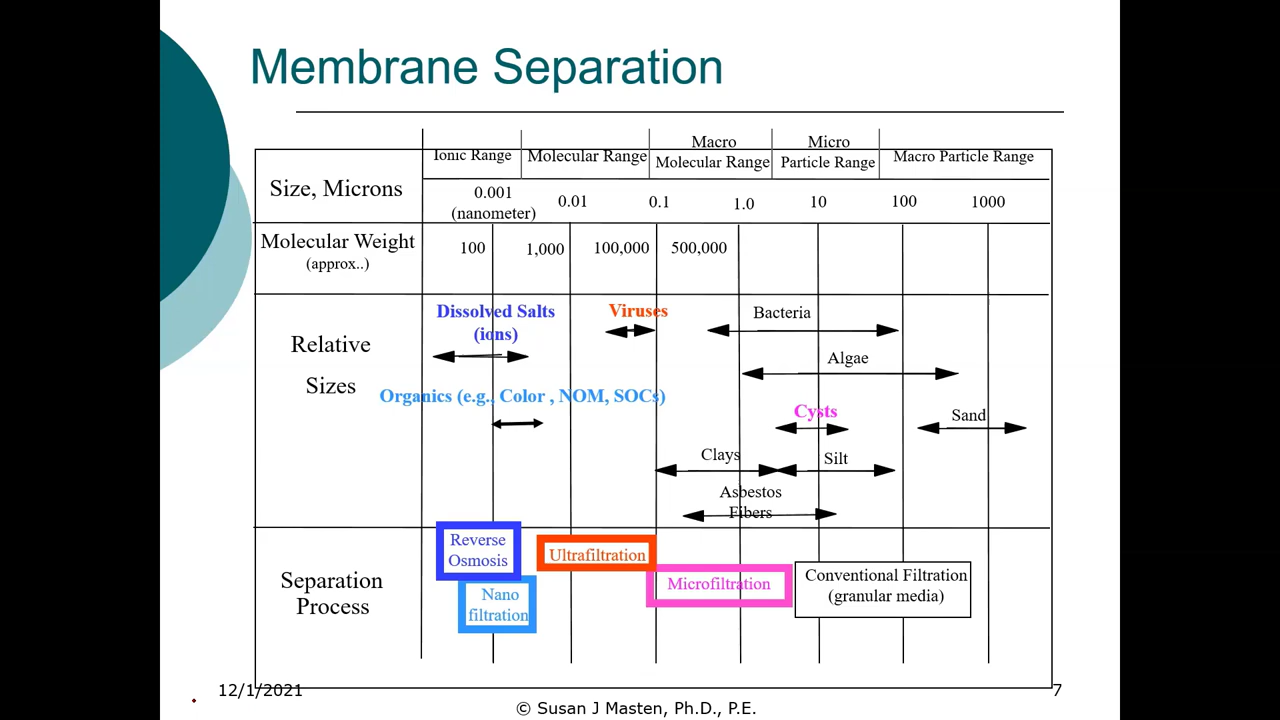 Membrane Separation
Ionic Range
Molecular Range
Macro
Molecular Range
Micro
Particle Range
Macro Particle Range
Size, Microns
0.001
(nanometer)
0.01
0.1
1.0
10
100
1000
Molecular Weight
(approx..)
100
1,000
100,000
500,000
Relative
Sizes
Dissolved Salts
(ions)
Viruses
Bacteria
Algae
Organics (e.g., Color , NOM, SOCs)
Cysts
Sand
Clays
Silt
Asbestos
Fibers
Separation
Process
Reverse
Osmosis
Nano
filtration
Ultrafiltration
Microfiltration
Conventional Filtration
(granular media)
12/1/2021
7
© Susan J Masten, Ph.D., P.E.